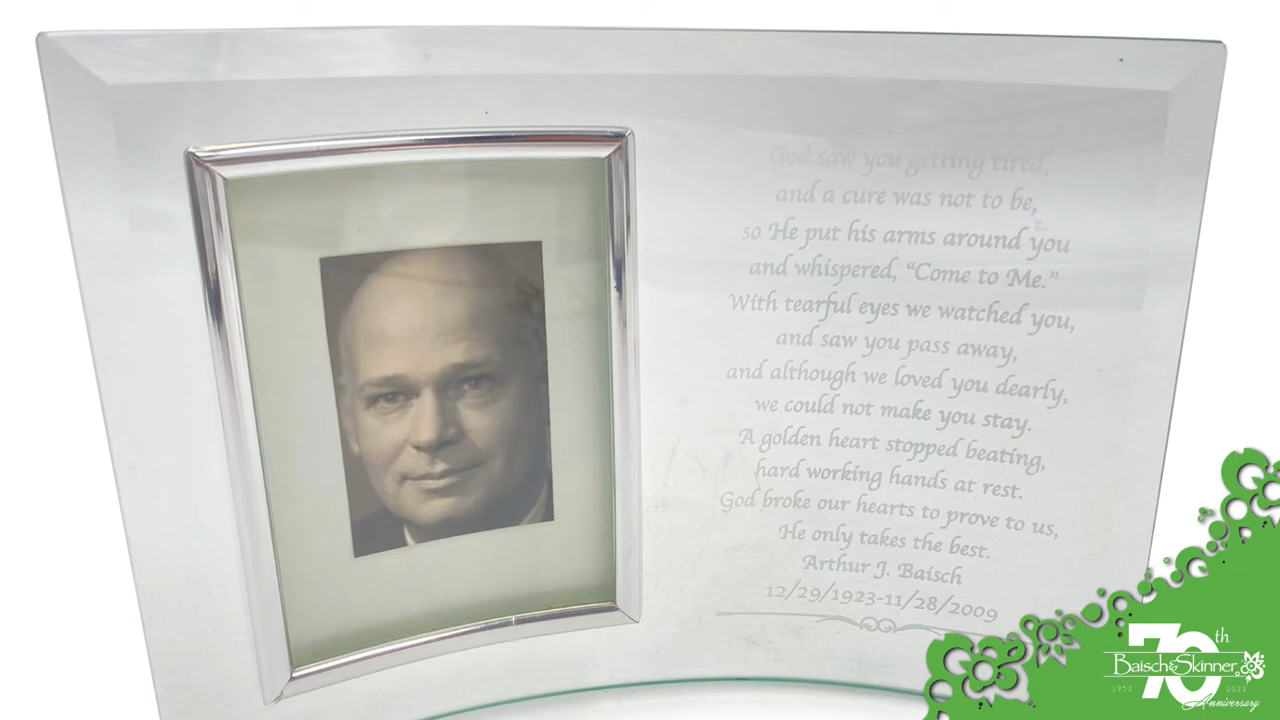 God saw you getting tired,
and a cure was not to be,
so He put his arms around you
and whispered, “Come to Me.”
With tearful eyes we watched you,
and saw you pass away,
and although we loved you dearly,
we could not make you stay.
A golden heart stopped beating,
hard working hands at rest.
God broke our hearts to prove to us,
He only takes the best.
Arthur J. Baisch
12/29/1923-11/28/2009
70th
Baisch & Skinner
1952 2022
Anniversary